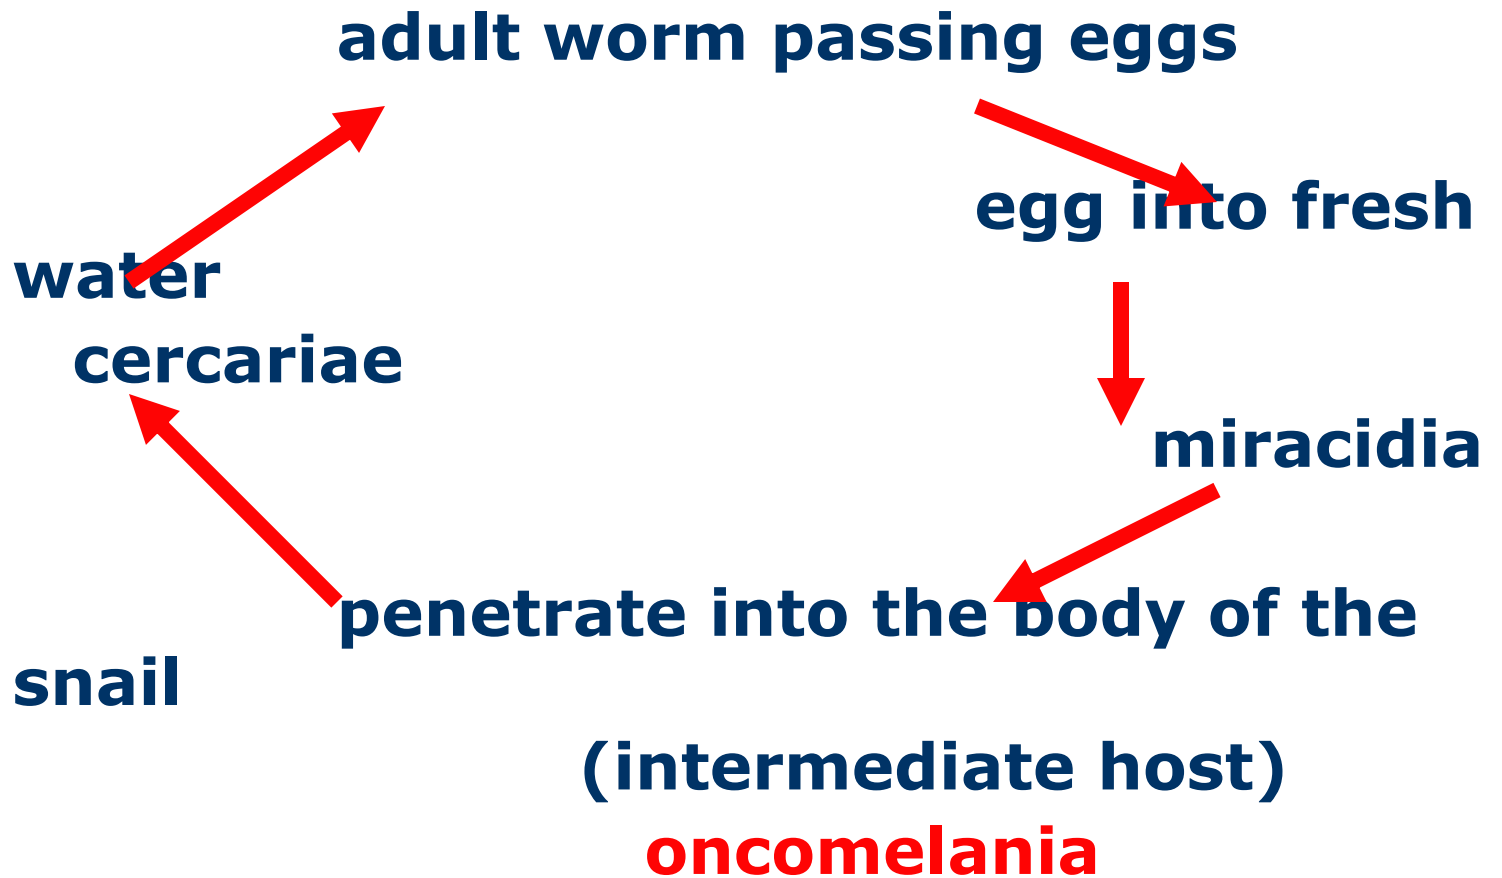 adult worm passing eggs
egg into fresh
water
cercariae
miracidia
penetrate into the body of the
snail
(intermediate host)
oncomelania